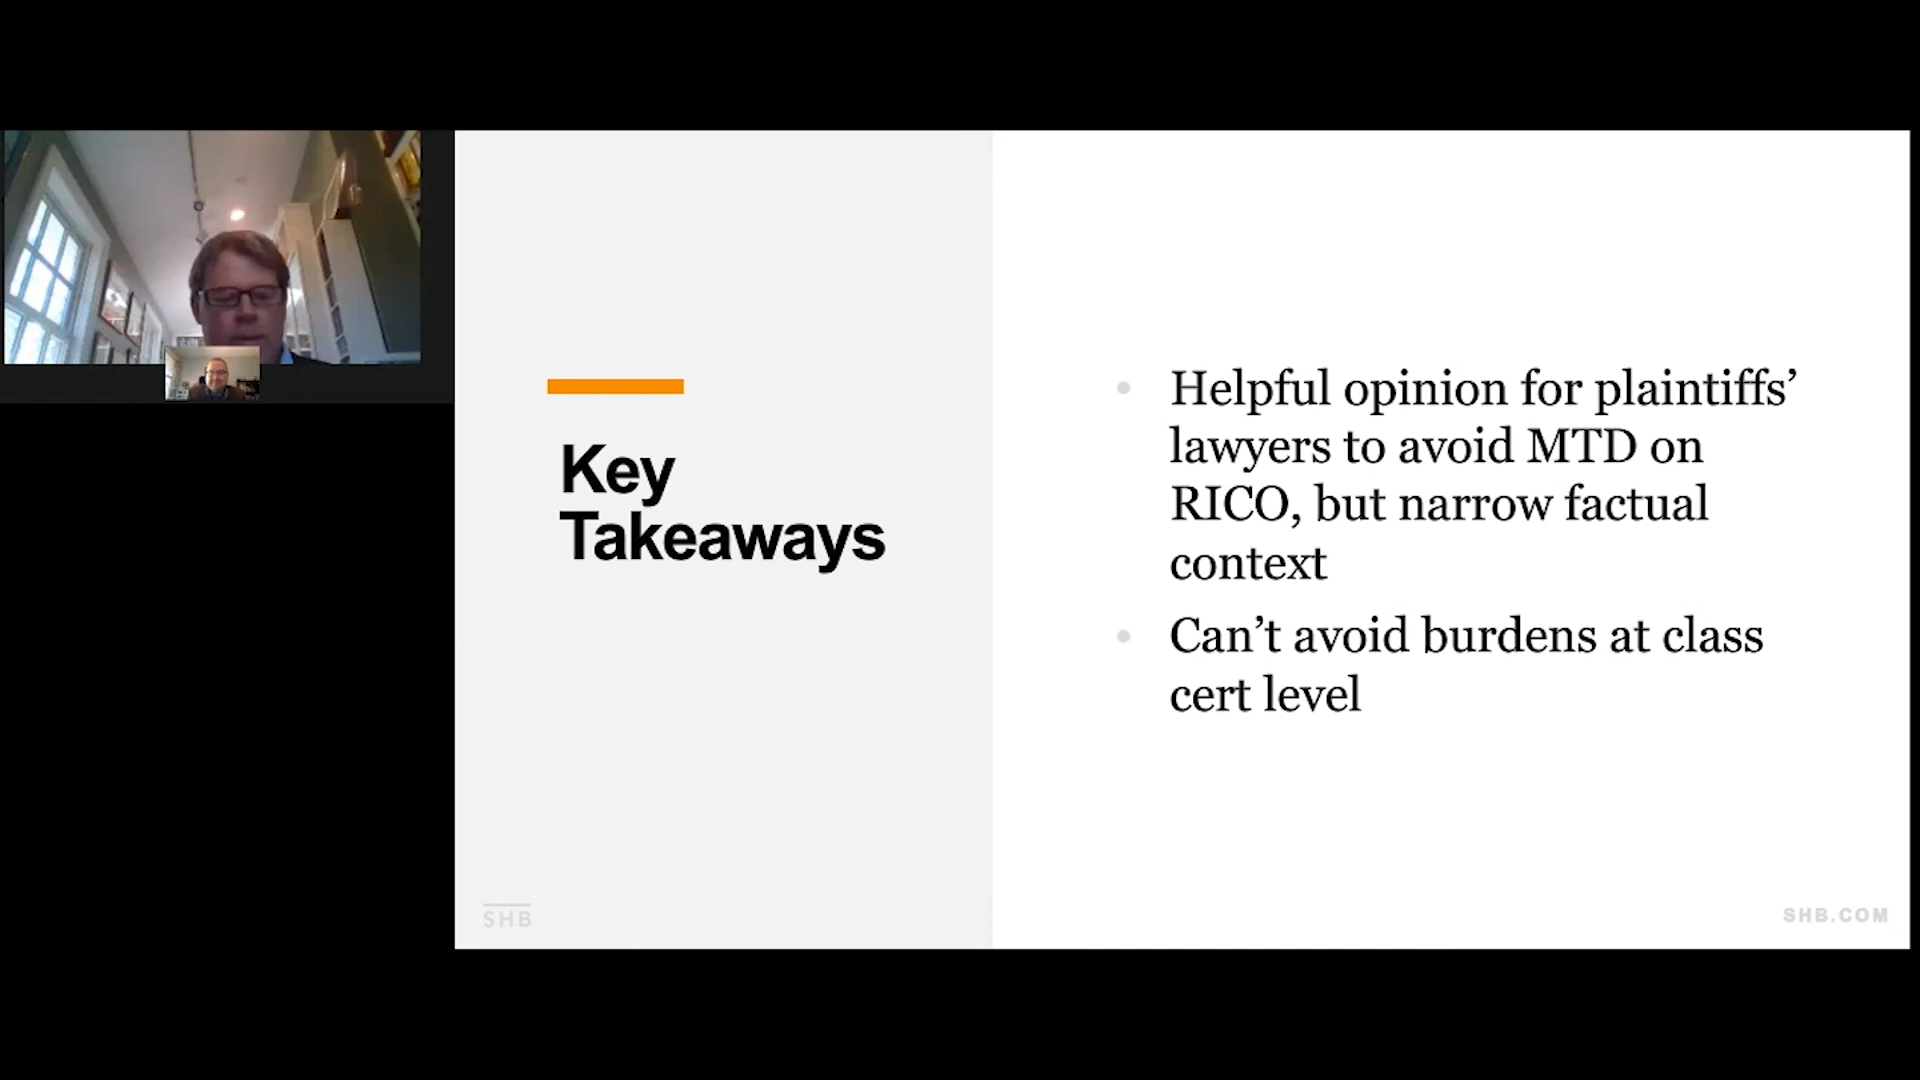 Key
Takeaways
Helpful opinion for plaintiffs’
lawyers to avoid MTD on
RICO, but narrow factual
context
Can’t avoid burdens at class
cert level
SHB
SHB.COM